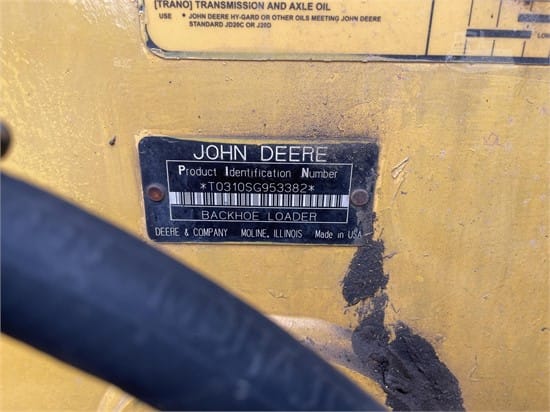 [TRANO] TRANSMISSION AND AXLE OIL
USE * JOHN DEERE HY-GARD OR OTHER OILS MEETING JOHN DEERE
STANDARD JD20C OR J20D
JOHN DEERE
Product Identification Number
*T0310SG953382*
BACKHOE LOADER
DEERE & COMPANY MOLINE, ILLINOIS Made in USA